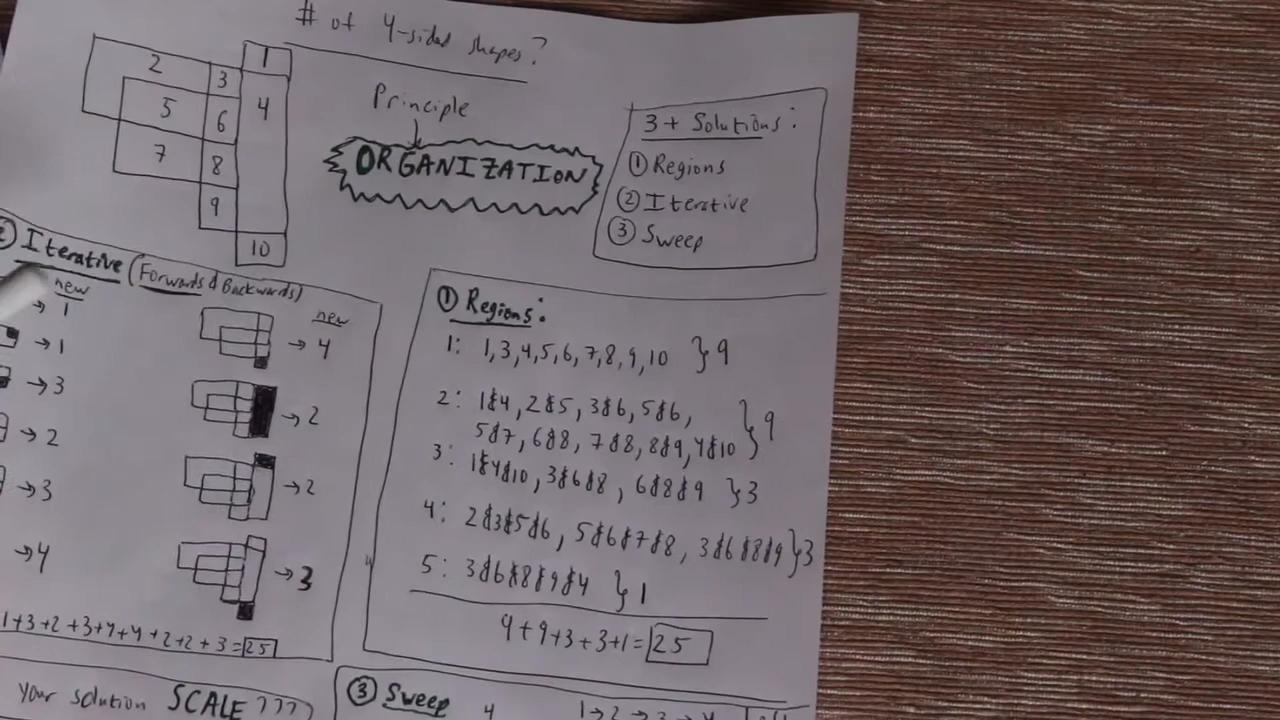 # of 4-sided shapes?
1
2
3
4
5
6
7
8
9
10
Principle
ORGANIZATION
3+ Solutions:
① Regions
② Iterative
③ Sweep
② Iterative (Forwards & Backwards)
new
→ 1
→ 1
→ 3
→ 2
→ 3
→ 4
new
→ 4
→ 2
→ 2
→ 3
1+3+2+3+4+4+2+2+3=25
① Regions:
1: 1,3,4,5,6,7,8,9,10 } 9
2: 1&4, 2&5, 3&6, 5&6,
5&7, 6&8, 7&8, 8&9, 4&10 } 9
3: 1&4&10, 3&6&8, 6&8&9 } 3
4: 2&3&5&6, 5&6&7&8, 3&6&8&9 } 3
5: 3&6&8&9&4 } 1
9+9+3+3+1=25
your solution SCALE???
③ Sweep
4
1→2→3→4